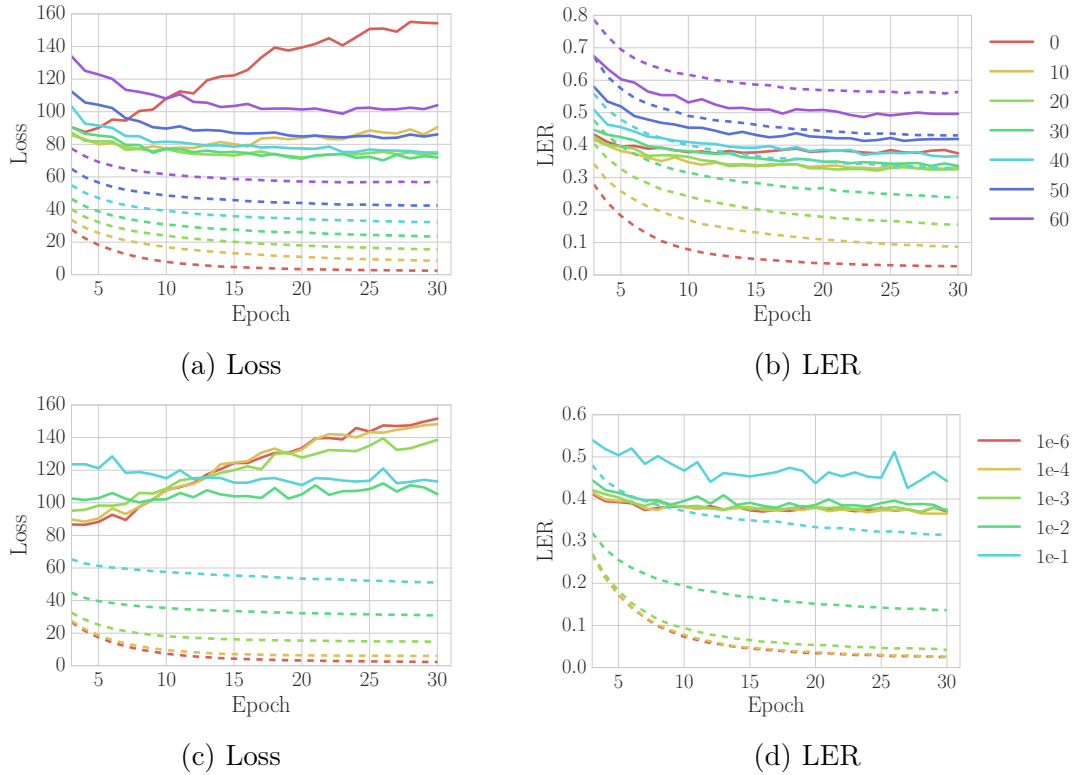 160
140
120
100
80
60
40
20
0
Loss
5 10 15 20 25 30
Epoch
(a) Loss
0.8
0.7
0.6
0.5
0.4
0.3
0.2
0.1
0.0
LER
5 10 15 20 25 30
Epoch
(b) LER
0
10
20
30
40
50
60
160
140
120
100
80
60
40
20
0
Loss
5 10 15 20 25 30
Epoch
(c) Loss
0.6
0.5
0.4
0.3
0.2
0.1
0.0
LER
5 10 15 20 25 30
Epoch
(d) LER
1e-6
1e-4
1e-3
1e-2
1e-1